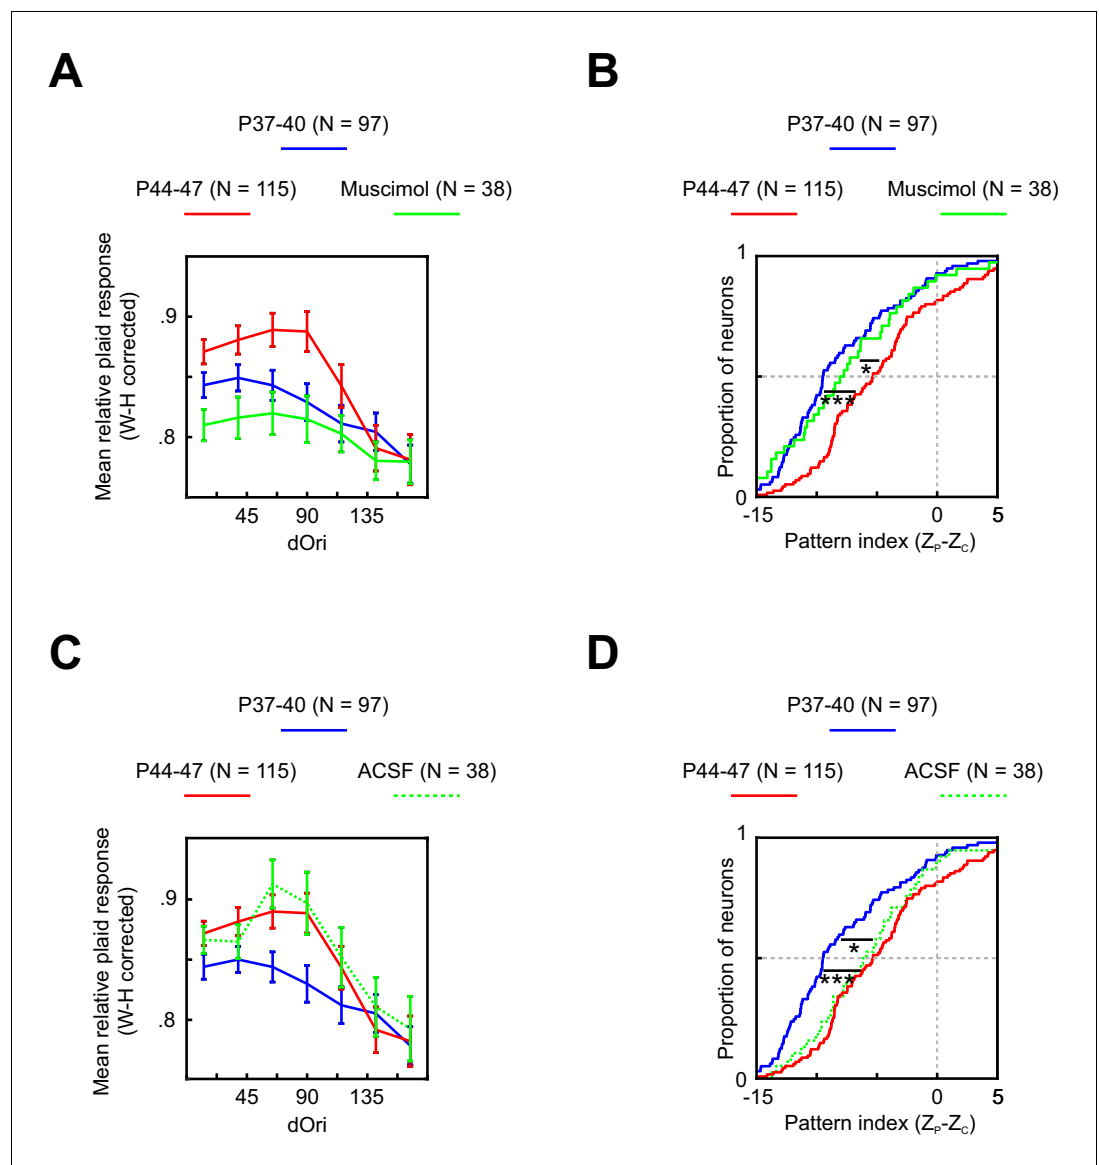 A
P37-40 (N = 97)
P44-47 (N = 115)
Muscimol (N = 38)
Mean relative plaid response
(W-H corrected)
.9
.8
45 90 135
dOri
B
P37-40 (N = 97)
P44-47 (N = 115)
Muscimol (N = 38)
Proportion of neurons
1
*
***
0
-15 0 5
Pattern index (ZP-ZC)
C
P37-40 (N = 97)
P44-47 (N = 115)
ACSF (N = 38)
Mean relative plaid response
(W-H corrected)
.9
.8
45 90 135
dOri
D
P37-40 (N = 97)
P44-47 (N = 115)
ACSF (N = 38)
Proportion of neurons
1
*
***
0
-15 0 5
Pattern index (ZP-ZC)